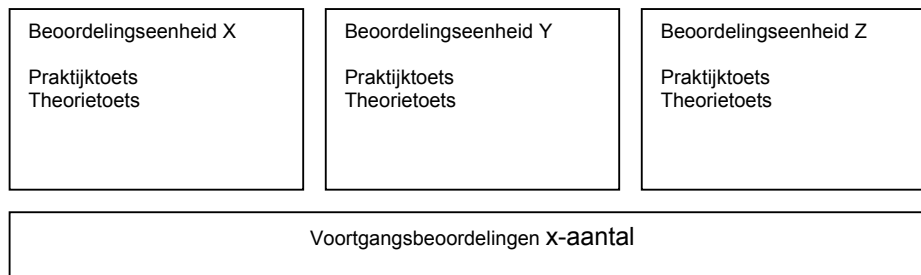 Beoordelingseenheid X
Praktijktoets
Theorietoets
Beoordelingseenheid Y
Praktijktoets
Theorietoets
Beoordelingseenheid Z
Praktijktoets
Theorietoets
Voortgangsbeoordelingen x-aantal